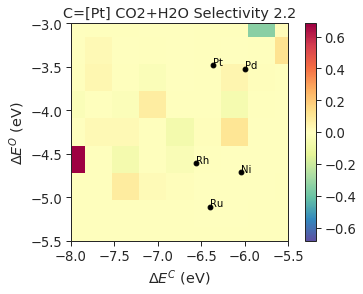 C=[Pt] CO2+H2O Selectivity 2.2
−3.0
−3.5
−4.0
−4.5
−5.0
−5.5
ΔE^O (eV)
Pt
Pd
Rh
Ni
Ru
−8.0 −7.5 −7.0 −6.5 −6.0 −5.5
ΔE^C (eV)
0.6
0.4
0.2
0.0
−0.2
−0.4
−0.6